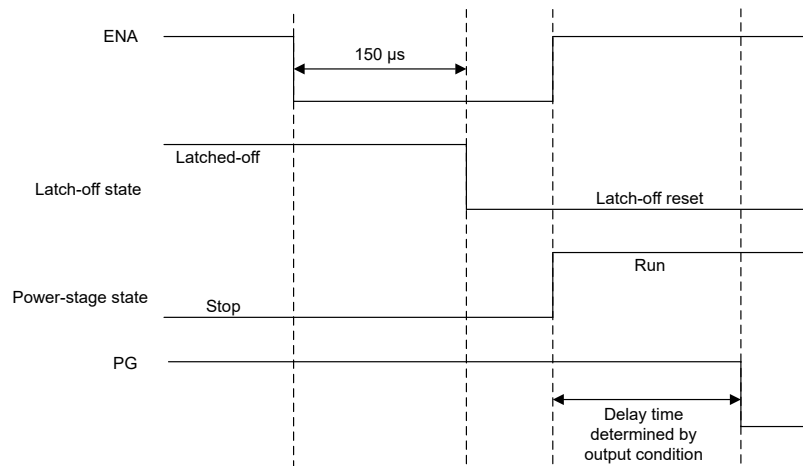 ENA
150 µs
Latched-off
Latch-off state
Latch-off reset
Run
Power-stage state
Stop
PG
Delay time
determined by
output condition